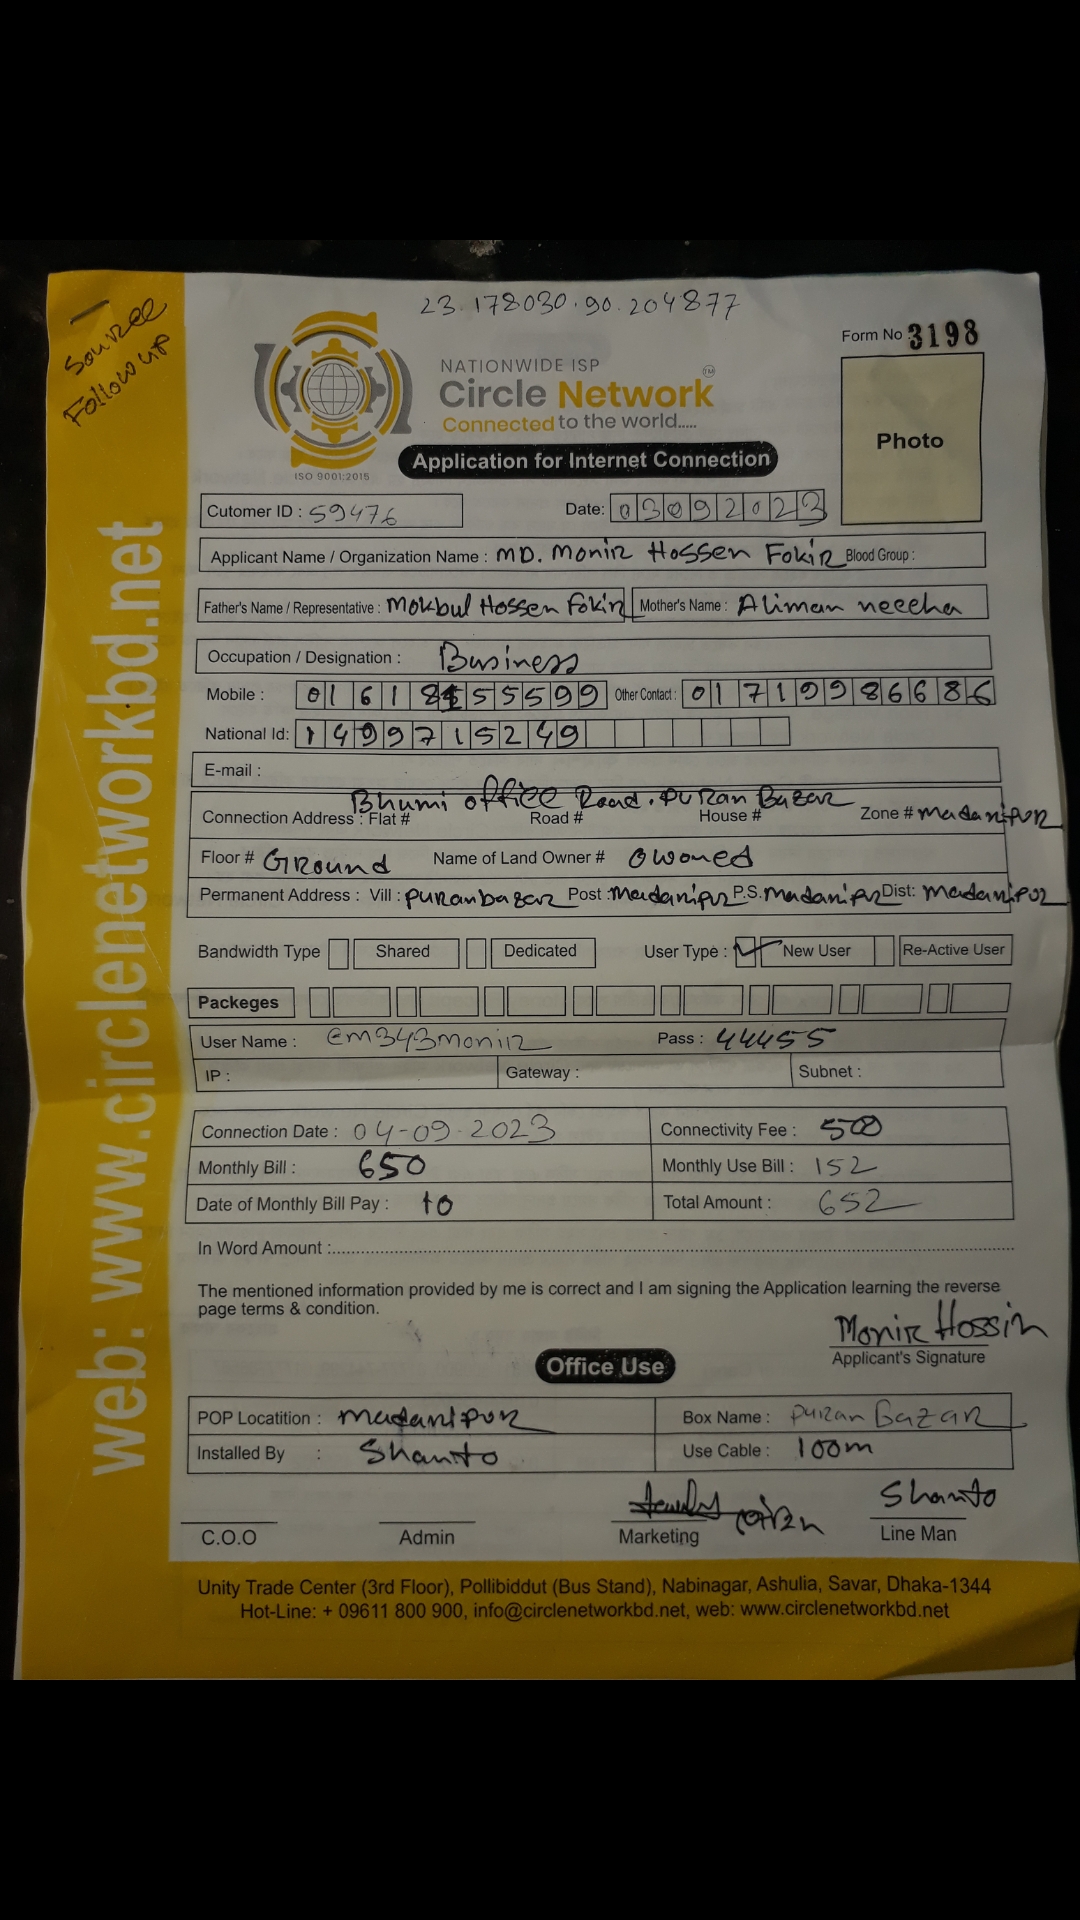 23.178030.90.204877
Source
Followup
Form No 3198
NATIONWIDE ISP
Circle Network TM
Connected to the world.....
ISO 9001:2015
Application for Internet Connection
Photo
Cutomer ID : 59476
Date: 03092023
Applicant Name / Organization Name : MD. Monir Hossen Fokir Blood Group :
Father's Name / Representative : Mokbul Hossen Fokir Mother's Name : Aliman neecha
Occupation / Designation : Business
Mobile : 01618155599 Other Contact : 01719986686
National Id: 1499715249
E-mail :
Bhumi office Road. Puran Bazar
Connection Address : Flat # Road # House # Zone # madaripur
Floor # Ground Name of Land Owner # Owoned
Permanent Address : Vill : puranbazar Post : madaripur P.S. madaripur Dist: madaripur
Bandwidth Type Shared Dedicated User Type : New User Re-Active User
Packeges
User Name : cm343monir Pass : 44455
IP : Gateway : Subnet :
Connection Date : 04-09-2023 Connectivity Fee : 500
Monthly Bill : 650 Monthly Use Bill : 152
Date of Monthly Bill Pay : 10 Total Amount : 652
In Word Amount :
The mentioned information provided by me is correct and I am signing the Application learning the reverse
page terms & condition.
Monir Hossin
Applicant's Signature
Office Use
POP Locatition : madaripur Box Name : Puran Bazar
Installed By : Shanto Use Cable : 100m
Shanto
C.O.O Admin Marketing Line Man
Unity Trade Center (3rd Floor), Pollibiddut (Bus Stand), Nabinagar, Ashulia, Savar, Dhaka-1344
Hot-Line: + 09611 800 900, info@circlenetworkbd.net, web: www.circlenetworkbd.net
web: www.circlenetworkbd.net